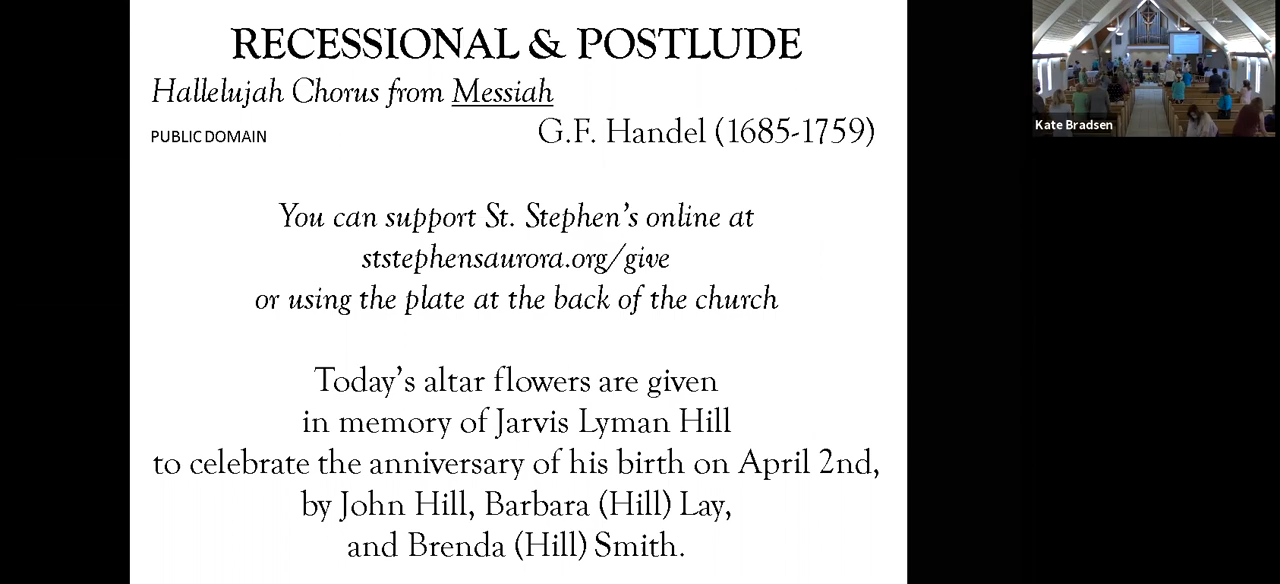 RECESSIONAL & POSTLUDE
Hallelujah Chorus from Messiah
PUBLIC DOMAIN G.F. Handel (1685-1759)
You can support St. Stephen's online at
ststephensaurora.org/give
or using the plate at the back of the church
Today's altar flowers are given
in memory of Jarvis Lyman Hill
to celebrate the anniversary of his birth on April 2nd,
by John Hill, Barbara (Hill) Lay,
and Brenda (Hill) Smith.
Kate Bradsen